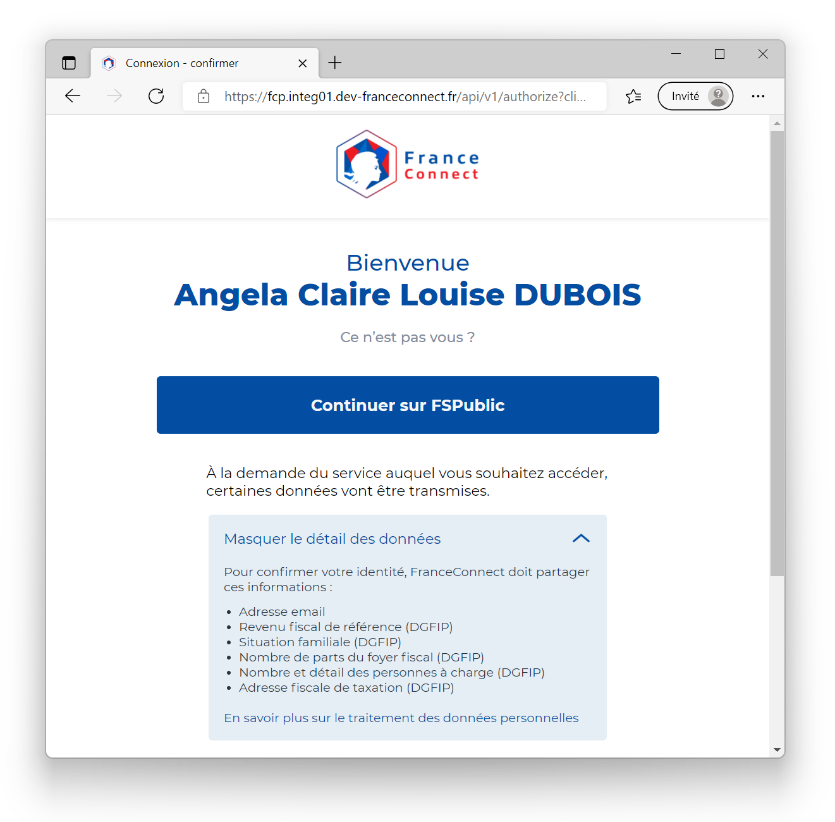 Connexion - confirmer
https://fcp.integ01.dev-franceconnect.fr/api/v1/authorize?cli...
Invité
France
Connect
Bienvenue
Angela Claire Louise DUBOIS
Ce n'est pas vous ?
Continuer sur FSPublic
À la demande du service auquel vous souhaitez accéder,
certaines données vont être transmises.
Masquer le détail des données
Pour confirmer votre identité, FranceConnect doit partager
ces informations :
• Adresse email
• Revenu fiscal de référence (DGFIP)
• Situation familiale (DGFIP)
• Nombre de parts du foyer fiscal (DGFIP)
• Nombre et détail des personnes à charge (DGFIP)
• Adresse fiscale de taxation (DGFIP)
En savoir plus sur le traitement des données personnelles